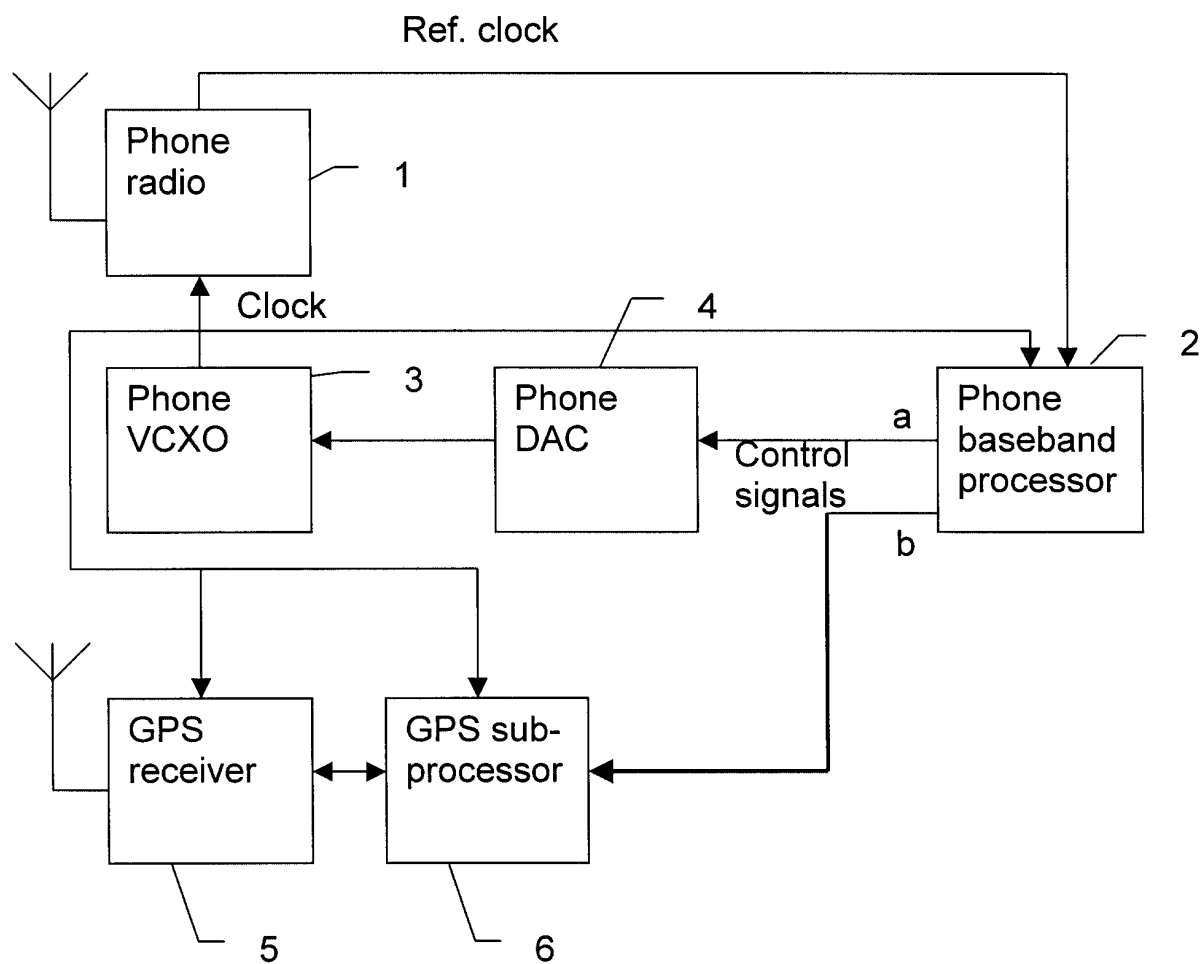 Ref. clock
Phone
radio
1
Clock
4
2
Phone
VCXO
3
Phone
DAC
a
Control
signals
b
Phone
baseband
processor
GPS
receiver
GPS sub-
processor
5
6